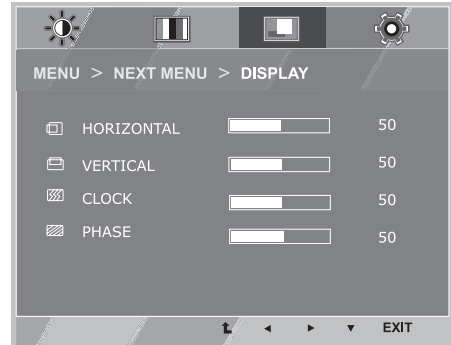 MENU > NEXT MENU > DISPLAY
HORIZONTAL 50
VERTICAL 50
CLOCK 50
PHASE 50
EXIT